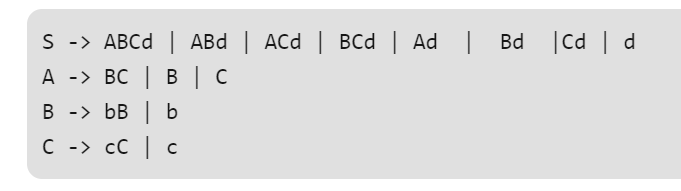 S -> ABCd | ABd | ACd | BCd | Ad | Bd |Cd | d
A -> BC | B | C
B -> bB | b
C -> cC | c